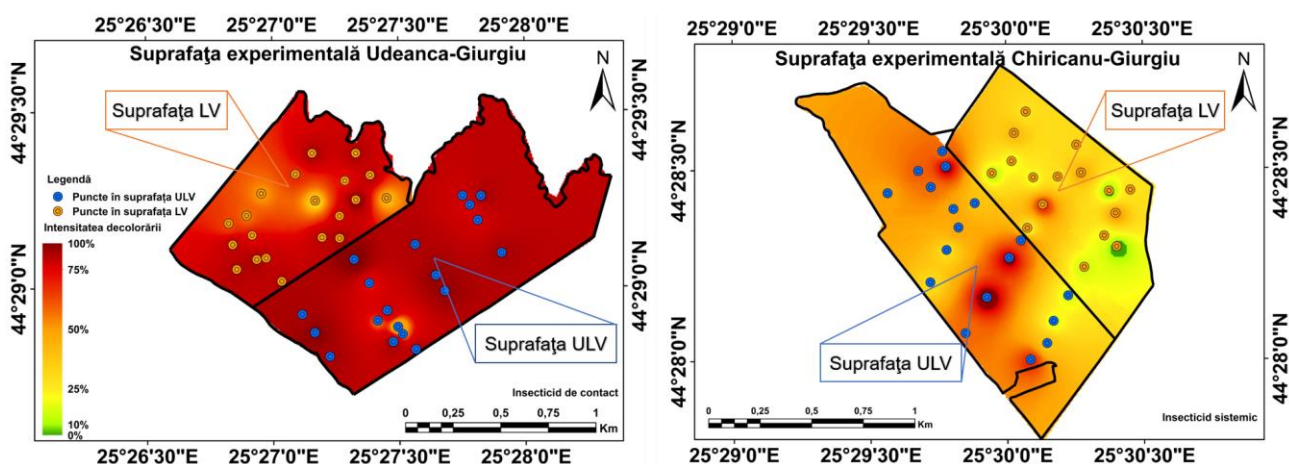 25°26'30"E 25°27'0"E 25°27'30"E 25°28'0"E
Suprafaţa experimentală Udeanca-Giurgiu
N
44°29'30"N
44°29'0"N
Suprafaţa LV
Legendă
Puncte în suprafața ULV
Puncte în suprafața LV
Intensitatea decolorării
100%
75%
50%
25%
10%
0%
Suprafaţa ULV
Insecticid de contact
0 0,25 0,5 0,75 1
Km
44°29'30"N
44°29'0"N
25°26'30"E 25°27'0"E 25°27'30"E 25°28'0"E
25°29'0"E 25°29'30"E 25°30'0"E 25°30'30"E
Suprafaţa experimentală Chiricanu-Giurgiu
N
44°28'30"N
44°28'0"N
Suprafaţa LV
Suprafaţa ULV
0 0,25 0,5 0,75 1
Km
Insecticid sistemic
44°28'30"N
44°28'0"N
25°29'0"E 25°29'30"E 25°30'0"E 25°30'30"E